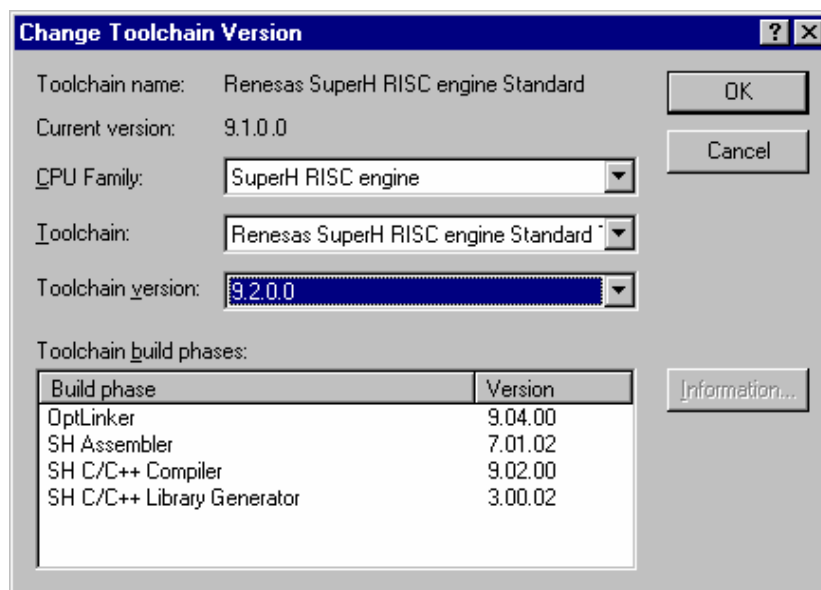 Change Toolchain Version
Toolchain name: Renesas SuperH RISC engine Standard
OK
Current version: 9.1.0.0
Cancel
CPU Family: SuperH RISC engine
Toolchain: Renesas SuperH RISC engine Standard
Toolchain version: 9.2.0.0
Toolchain build phases:
Build phase Version
Information...
OptLinker 9.04.00
SH Assembler 7.01.02
SH C/C++ Compiler 9.02.00
SH C/C++ Library Generator 3.00.02